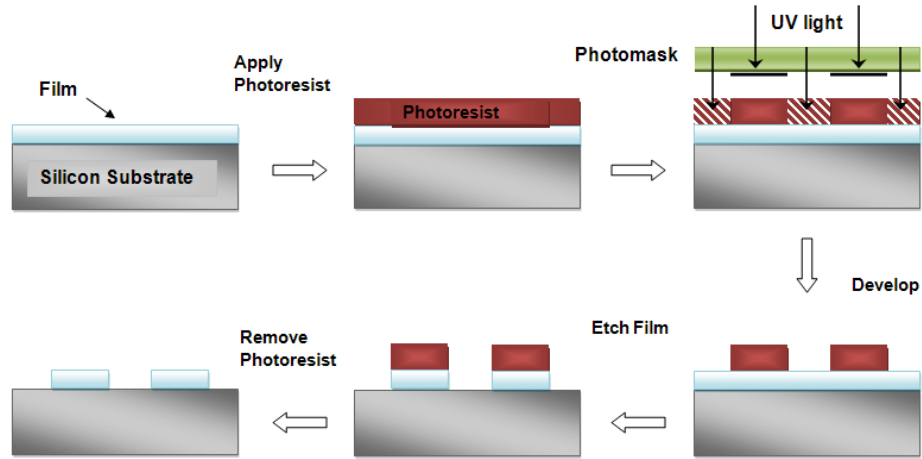 UV light
Photomask
Apply
Photoresist
Film
Photoresist
Silicon Substrate
Develop
Etch Film
Remove
Photoresist